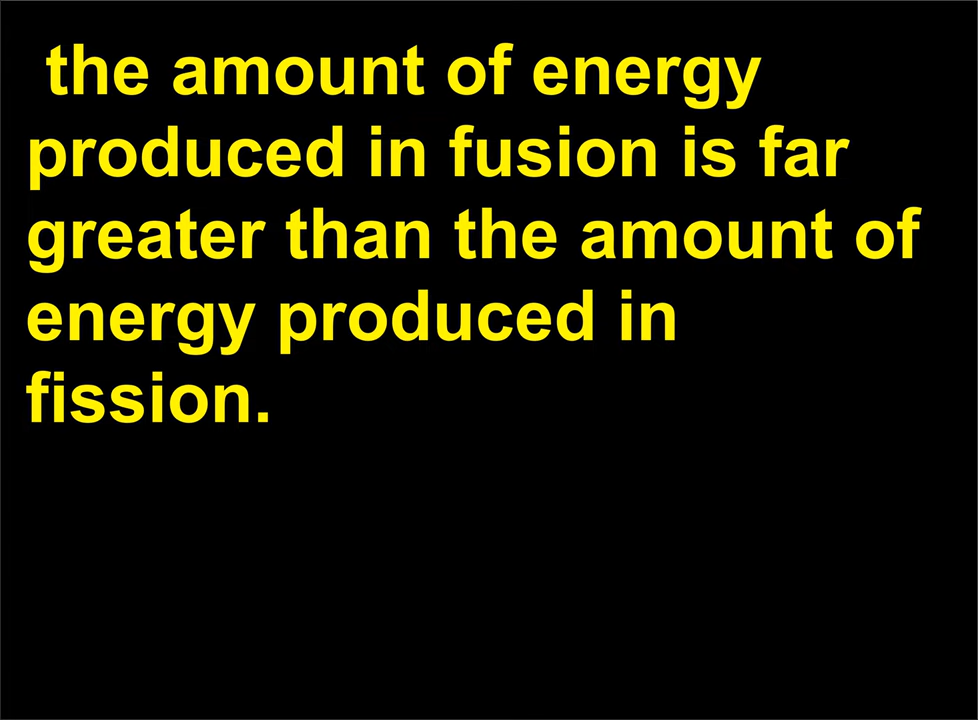 the amount of energy
produced in fusion is far
greater than the amount of
energy produced in
fission.